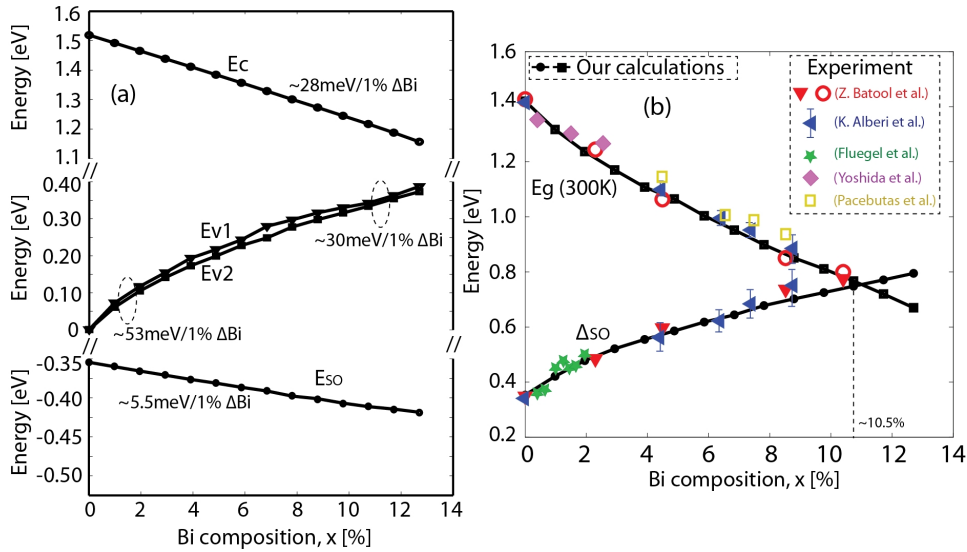 1.6
1.5
1.4
1.3
1.2
1.1
Energy [eV]
Ec
(a)
~28meV/1% ΔBi
0.40
0.30
0.20
0.10
0
Energy [eV]
Ev1
Ev2
~30meV/1% ΔBi
~53meV/1% ΔBi
-0.35
-0.40
-0.45
-0.50
Energy [eV]
Eso
~5.5meV/1% ΔBi
0 2 4 6 8 10 12 14
Bi composition, x [%]
1.6
1.4
1.2
1.0
0.8
0.6
0.4
0.2
Energy [eV]
Our calculations
(b)
Experiment
(Z. Batool et al.)
(K. Alberi et al.)
(Fluegel et al.)
(Yoshida et al.)
(Pacebutas et al.)
Eg (300K)
Δso
~10.5%
0 2 4 6 8 10 12 14
Bi composition, x [%]